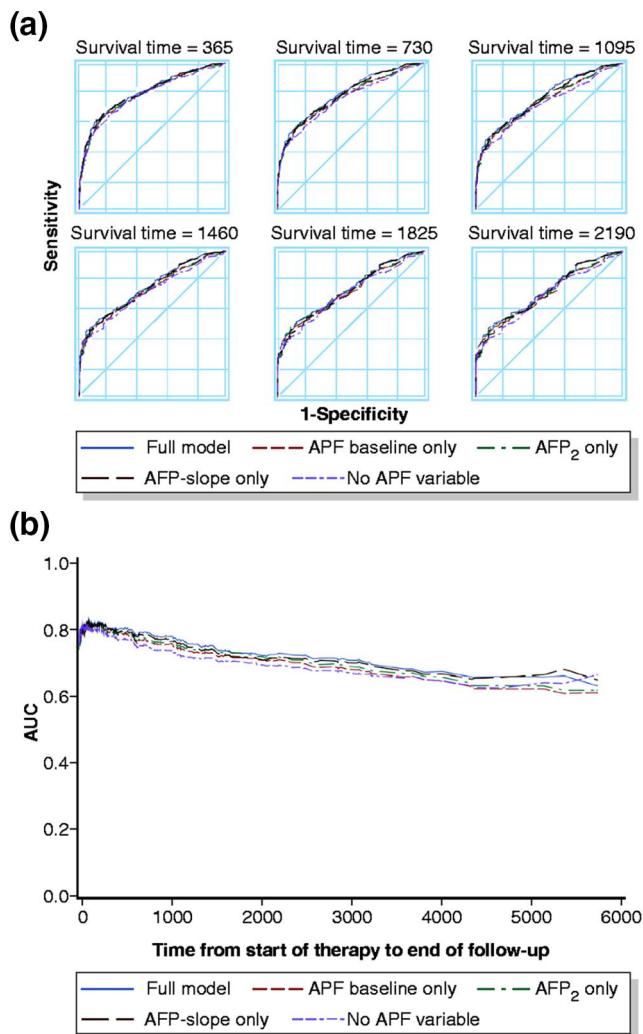 (a)
Survival time = 365
Survival time = 730
Survival time = 1095
Sensitivity
Survival time = 1460
Survival time = 1825
Survival time = 2190
1-Specificity
Full model
APF baseline only
AFP2 only
AFP-slope only
No APF variable
(b)
1.0
0.8
0.6
0.4
0.2
0.0
AUC
0
1000
2000
3000
4000
5000
6000
Time from start of therapy to end of follow-up
Full model
APF baseline only
AFP2 only
AFP-slope only
No APF variable